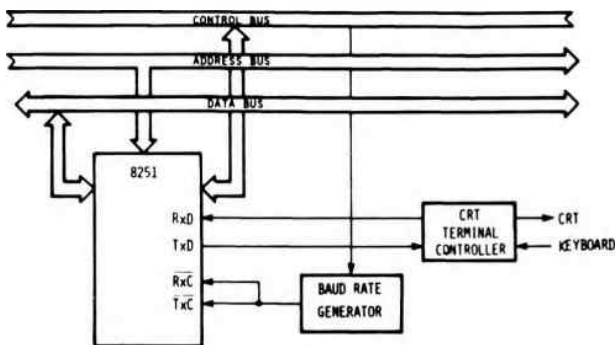 CONTROL BUS
ADDRESS BUS
DATA BUS
8251
RxD
TxD
RxC
TxC
CRT
TERMINAL
CONTROLLER
CRT
KEYBOARD
BAUD RATE
GENERATOR